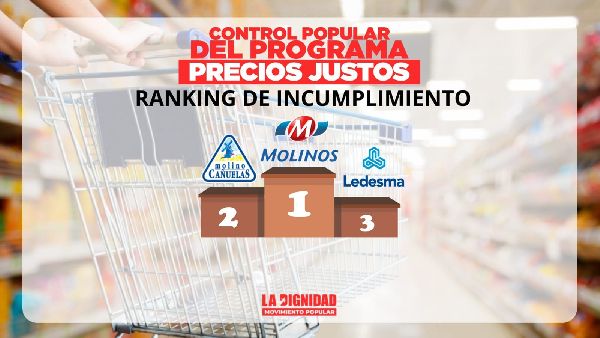 CONTROL POPULAR
DEL PROGRAMA
PRECIOS JUSTOS
RANKING DE INCUMPLIMIENTO
M
MOLINOS
molino
CAÑUELAS
Ledesma
2
1
3
LA DIGNIDAD
MOVIMIENTO POPULAR